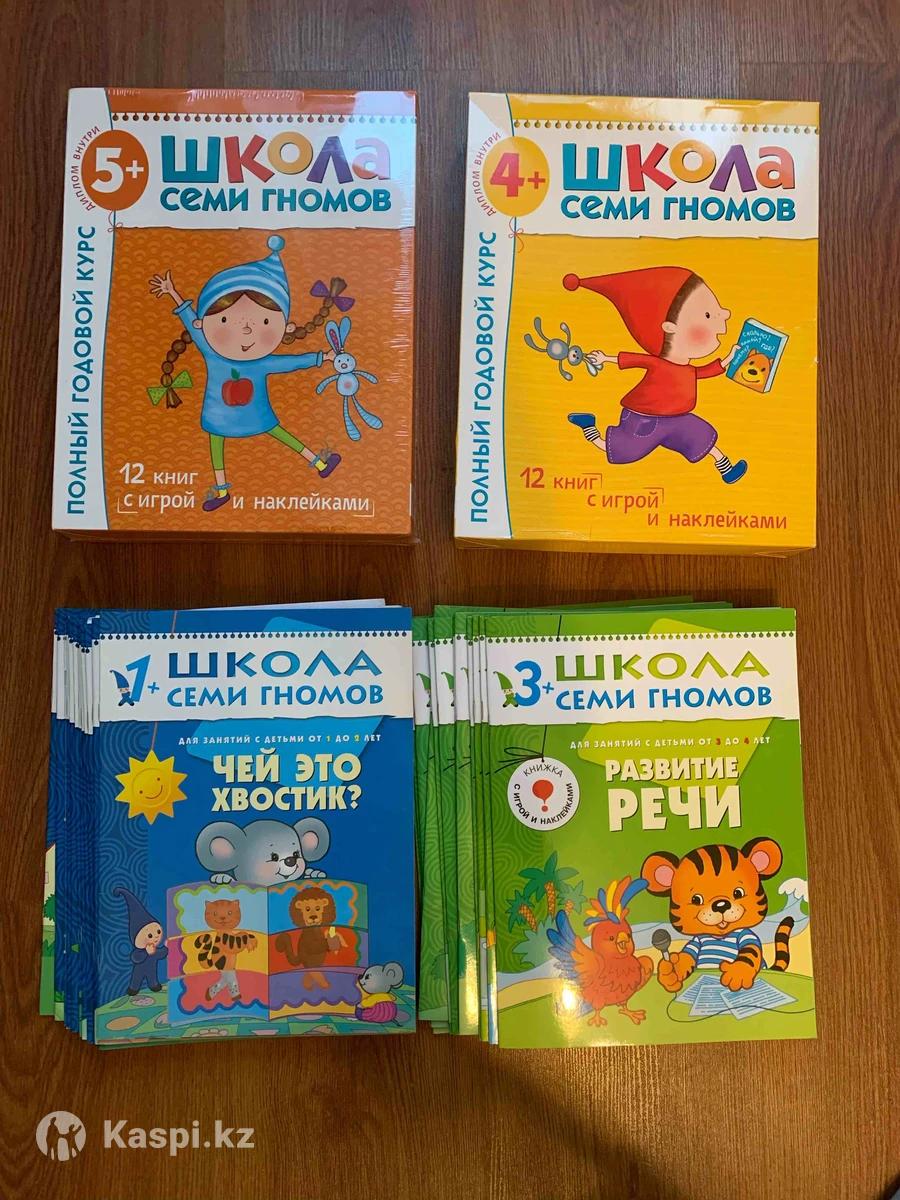 ДИПЛОМ ВНУТРИ
5+
ШКОЛА
СЕМИ ГНОМОВ
ПОЛНЫЙ ГОДОВОЙ КУРС
12 книг
с игрой и наклейками
ДИПЛОМ ВНУТРИ
4+
ШКОЛА
СЕМИ ГНОМОВ
ПОЛНЫЙ ГОДОВОЙ КУРС
12 книг
с игрой
и наклейками
1+
ШКОЛА
СЕМИ ГНОМОВ
ДЛЯ ЗАНЯТИЙ С ДЕТЬМИ ОТ 1 ДО 2 ЛЕТ
ЧЕЙ ЭТО
ХВОСТИК?
3+
ШКОЛА
СЕМИ ГНОМОВ
ДЛЯ ЗАНЯТИЙ С ДЕТЬМИ ОТ 3 ДО 4 ЛЕТ
КНИЖКА
С ИГРОЙ И НАКЛЕЙКАМИ
РАЗВИТИЕ
РЕЧИ
Kaspi.kz